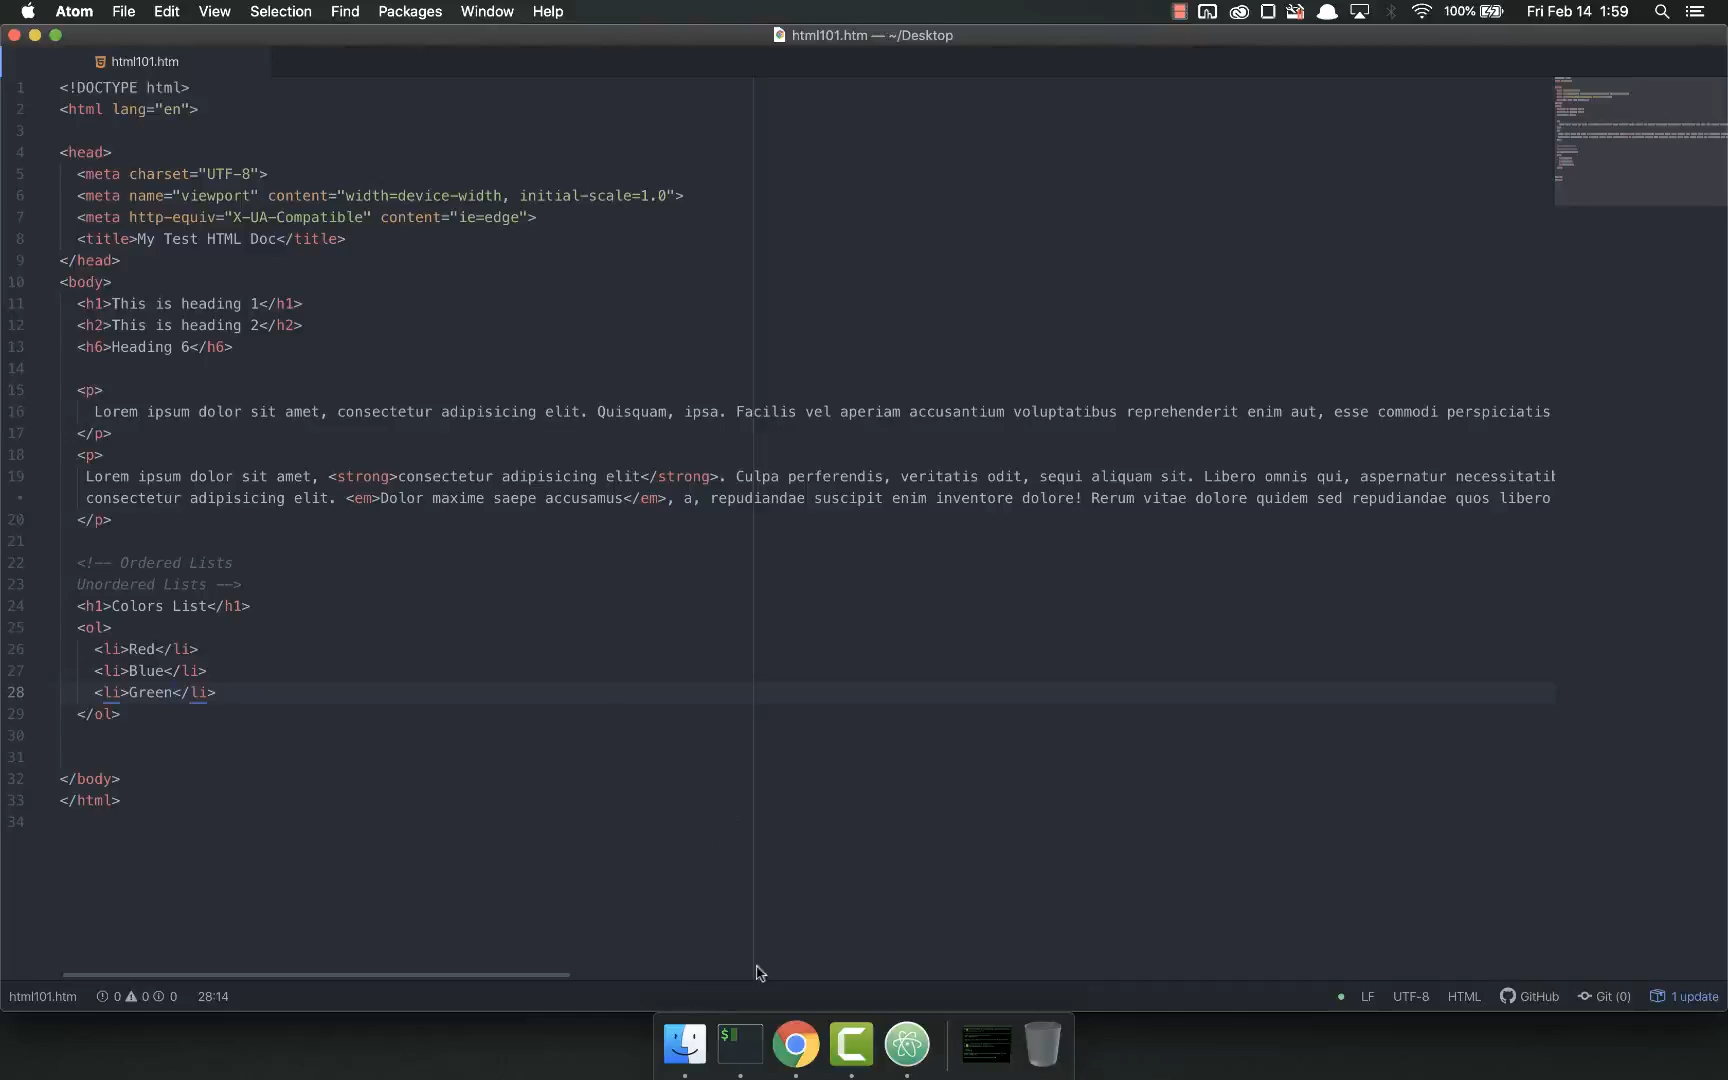 Atom File Edit View Selection Find Packages Window Help 100% Fri Feb 14 1:59
html101.htm — ~/Desktop
html101.htm
1 <!DOCTYPE html>
2 <html lang="en">
3
4 <head>
5 <meta charset="UTF-8">
6 <meta name="viewport" content="width=device-width, initial-scale=1.0">
7 <meta http-equiv="X-UA-Compatible" content="ie=edge">
8 <title>My Test HTML Doc</title>
9 </head>
10 <body>
11 <h1>This is heading 1</h1>
12 <h2>This is heading 2</h2>
13 <h6>Heading 6</h6>
14
15 <p>
16 Lorem ipsum dolor sit amet, consectetur adipisicing elit. Quisquam, ipsa. Facilis vel aperiam accusantium voluptatibus reprehenderit enim aut, esse commodi perspiciatis
17 </p>
18 <p>
19 Lorem ipsum dolor sit amet, <strong>consectetur adipisicing elit</strong>. Culpa perferendis, veritatis odit, sequi aliquam sit. Libero omnis qui, aspernatur necessitatib
• consectetur adipisicing elit. <em>Dolor maxime saepe accusamus</em>, a, repudiandae suscipit enim inventore dolore! Rerum vitae dolore quidem sed repudiandae quos libero
20 </p>
21
22 <!-- Ordered Lists
23 Unordered Lists -->
24 <h1>Colors List</h1>
25 <ol>
26 <li>Red</li>
27 <li>Blue</li>
28 <li>Green</li>
29 </ol>
30
31
32 </body>
33 </html>
34
html101.htm 0 0 0 28:14 LF UTF-8 HTML GitHub Git (0) 1 update
$